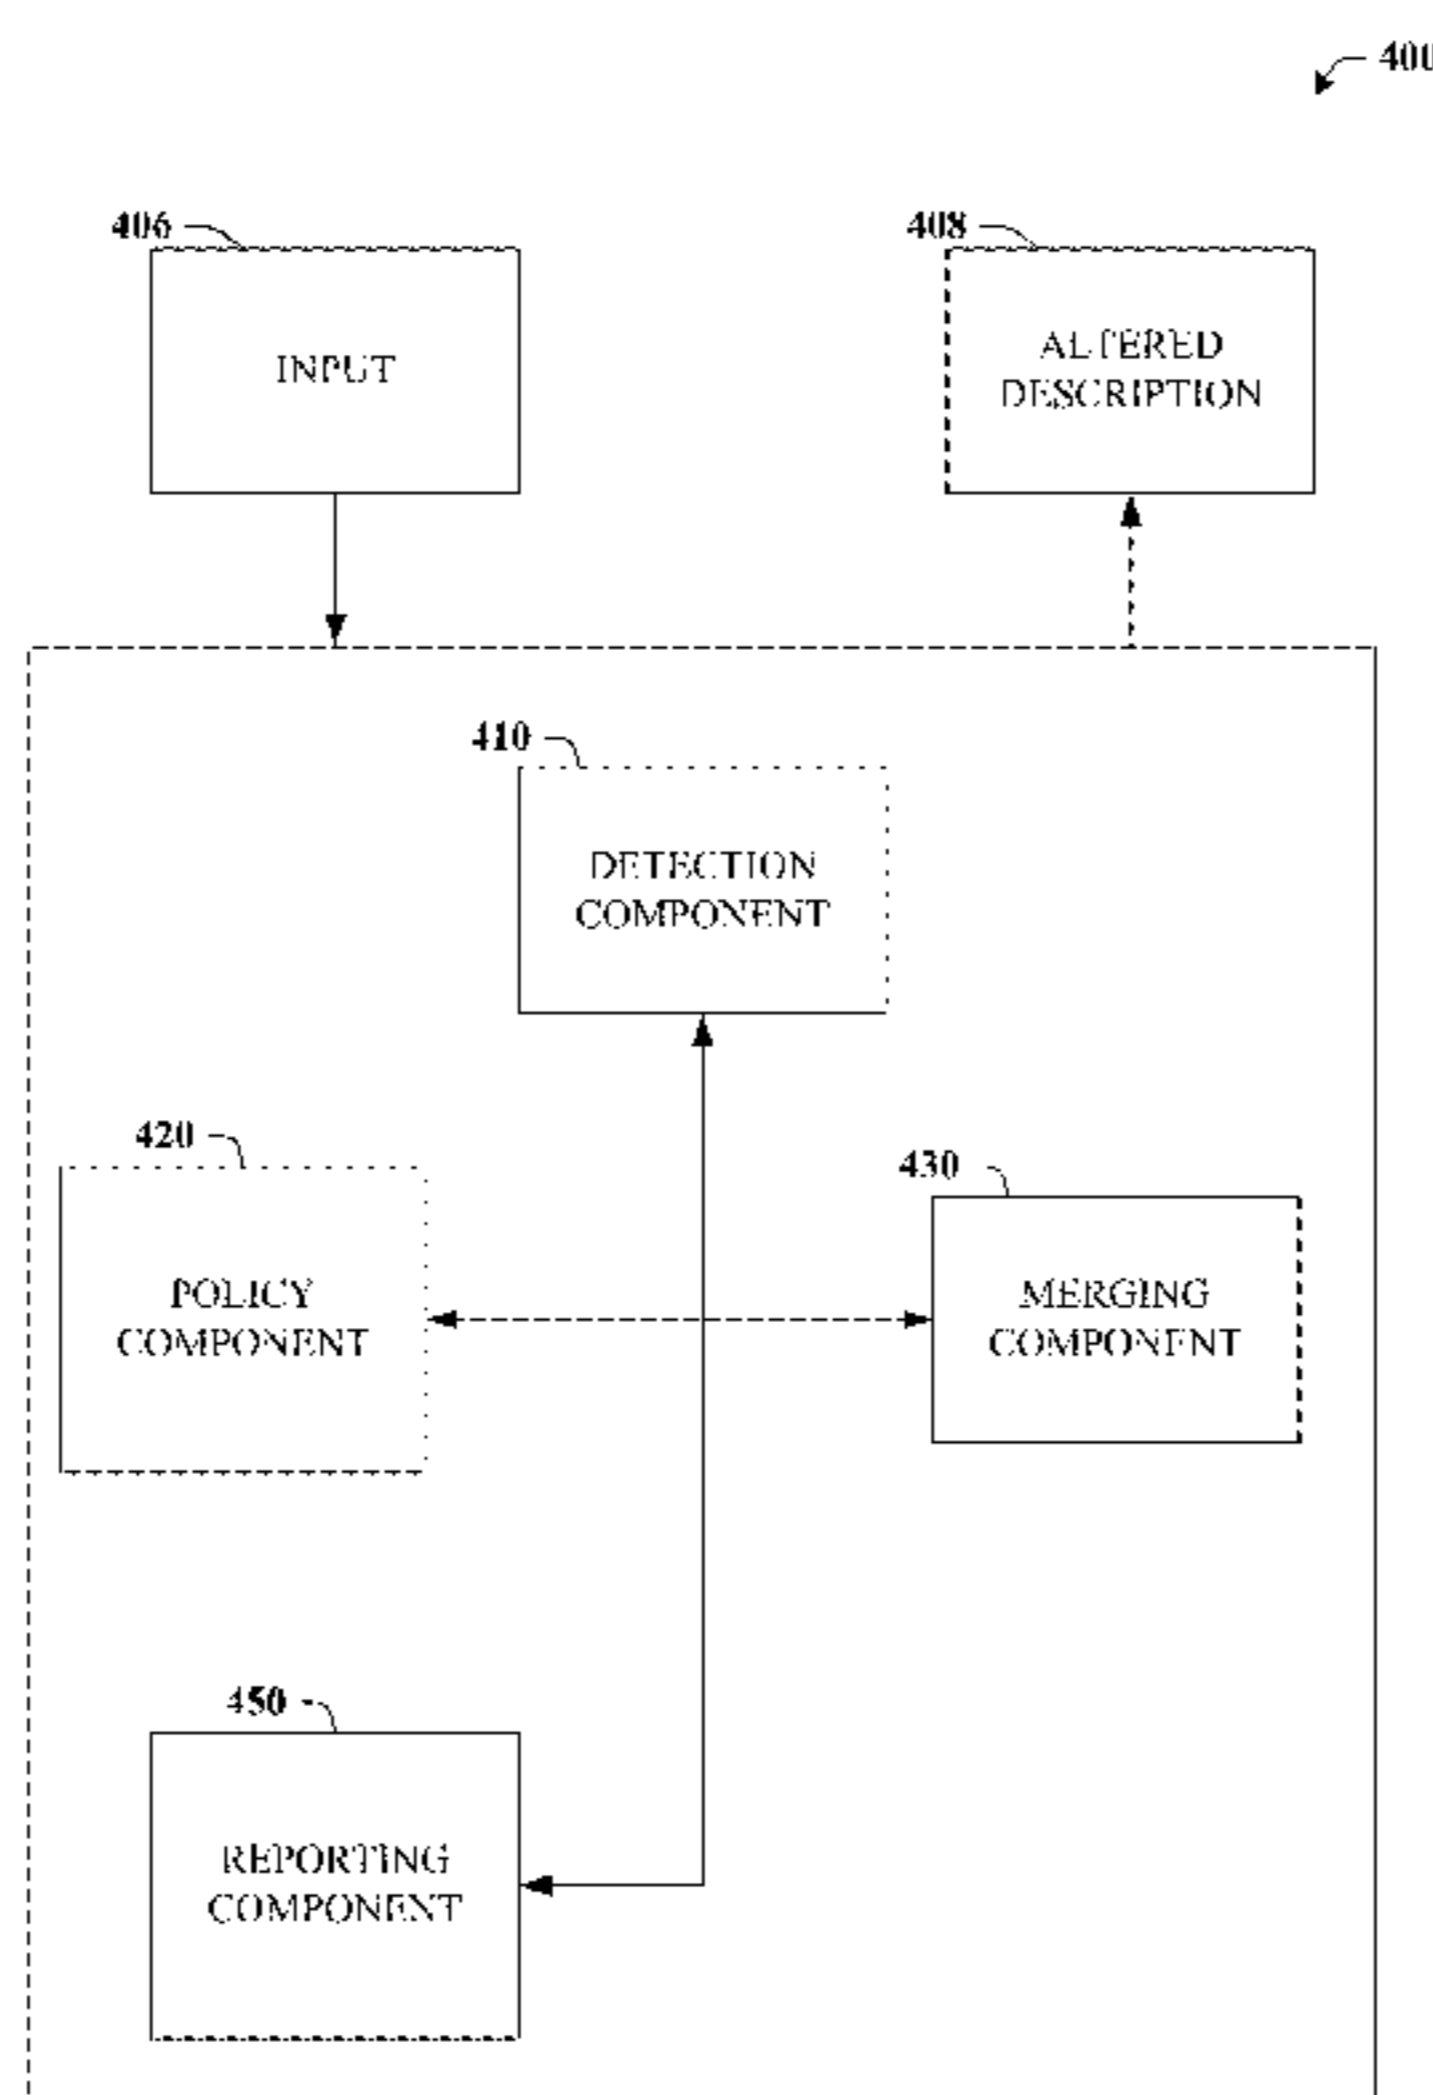 400
406
408
INPUT
ALTERED
DESCRIPTION
410
DETECTION
COMPONENT
420
430
POLICY
COMPONENT
MERGING
COMPONENT
450
REPORTING
COMPONENT